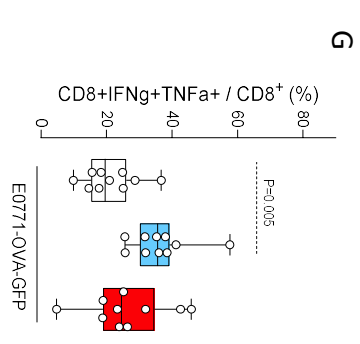 G
CD8+IFNg+TNFa+ / CD8⁺ (%)
0 20 40 60 80
P=0.005
E0771-OVA-GFP